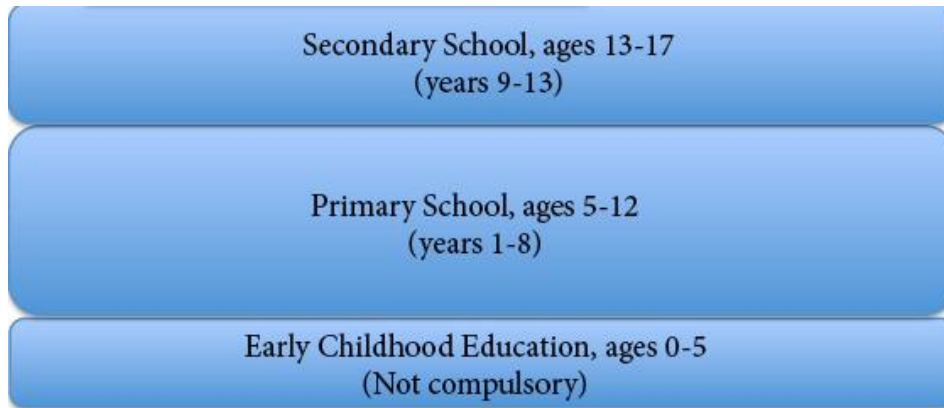 Secondary School, ages 13-17
(years 9-13)
Primary School, ages 5-12
(years 1-8)
Early Childhood Education, ages 0-5
(Not compulsory)